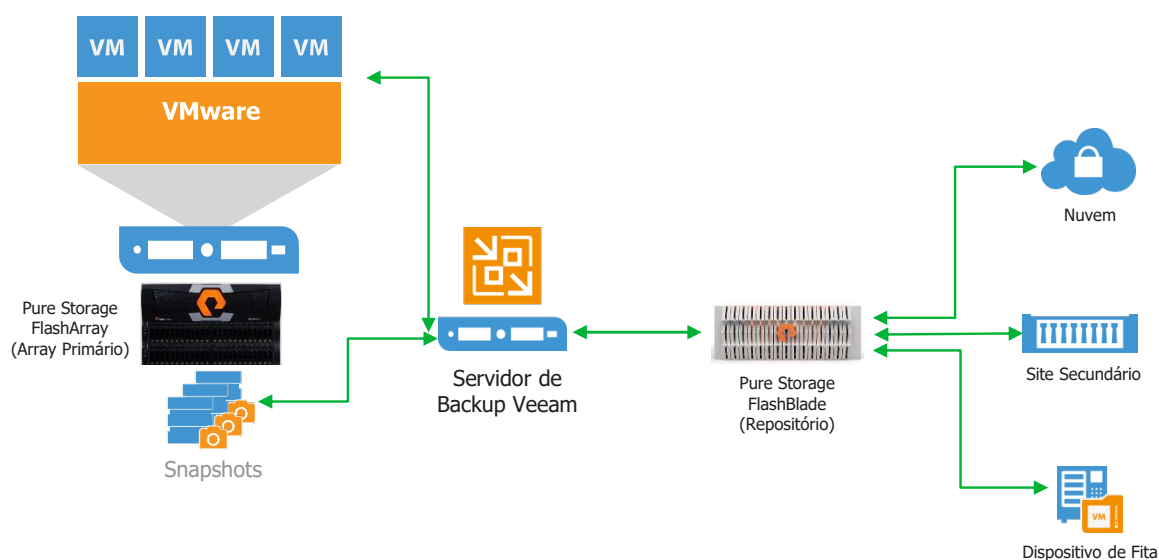 VM VM VM VM
VMware
Pure Storage
FlashArray
(Array Primário)
Snapshots
Servidor de
Backup Veeam
Pure Storage
FlashBlade
(Repositório)
Nuvem
Site Secundário
VM
Dispositivo de Fita